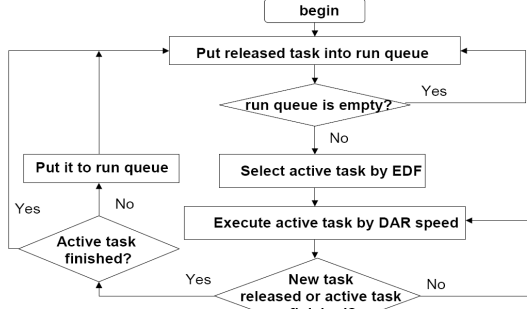 begin
Put released task into run queue
run queue is empty?
Yes
No
Put it to run queue
Select active task by EDF
Yes
No
Execute active task by DAR speed
Active task
finished?
Yes
New task
released or active task
No